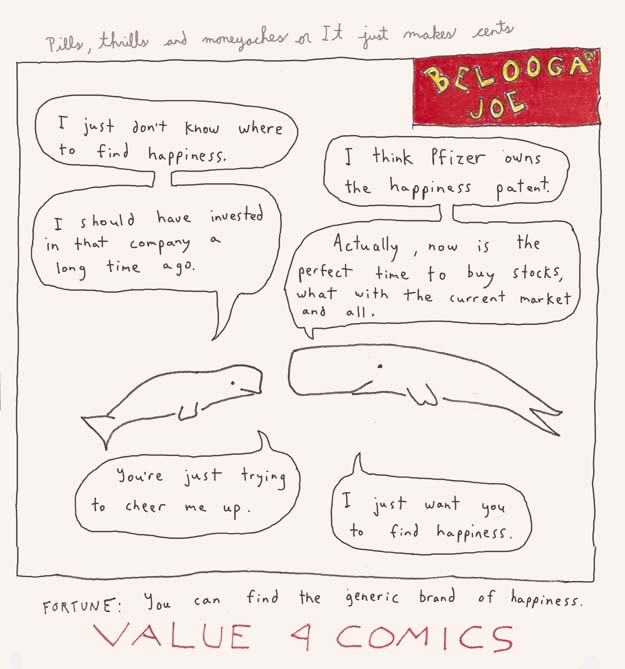 Pills, thrills and moneyaches or It just makes cents
BELOOGA
JOE
I just don't know where
to find happiness.
I think Pfizer owns
the happiness patent.
I should have invested
in that company a
long time ago.
Actually, now is the
perfect time to buy stocks,
what with the current market
and all.
You're just trying
to cheer me up.
I just want you
to find happiness.
FORTUNE: You can find the generic brand of happiness.
VALUE 4 COMICS